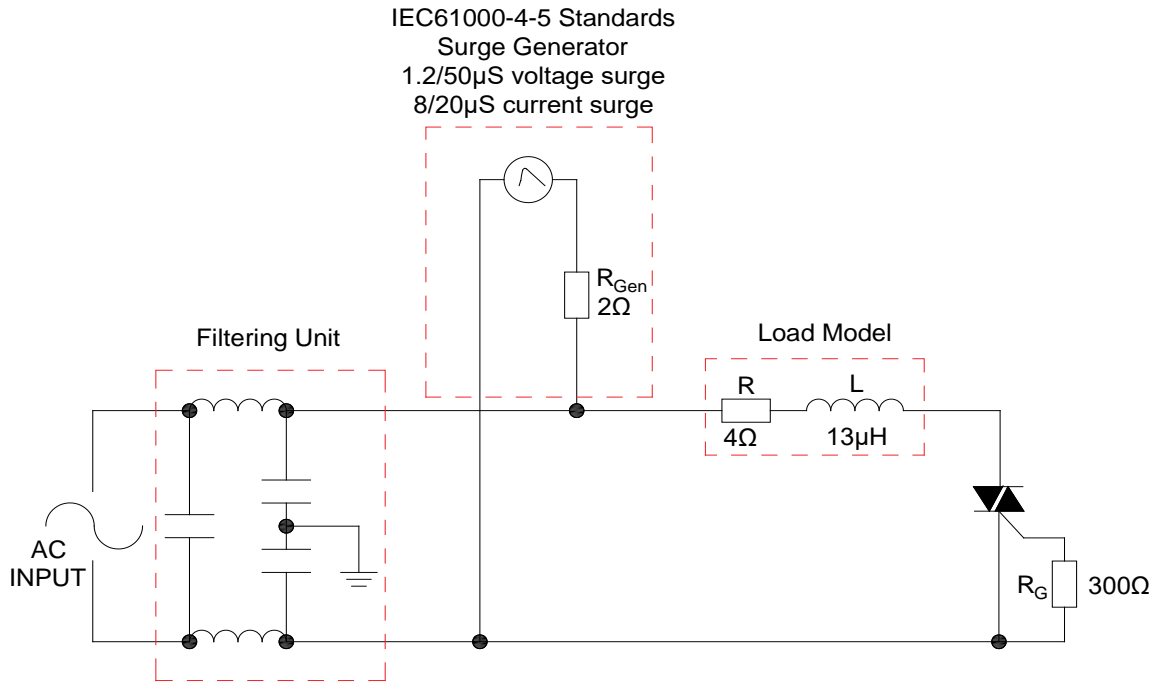 IEC61000-4-5 Standards
Surge Generator
1.2/50µS voltage surge
8/20µS current surge
RGen
2Ω
Filtering Unit
Load Model
R
L
4Ω
13µH
AC
INPUT
RG
300Ω